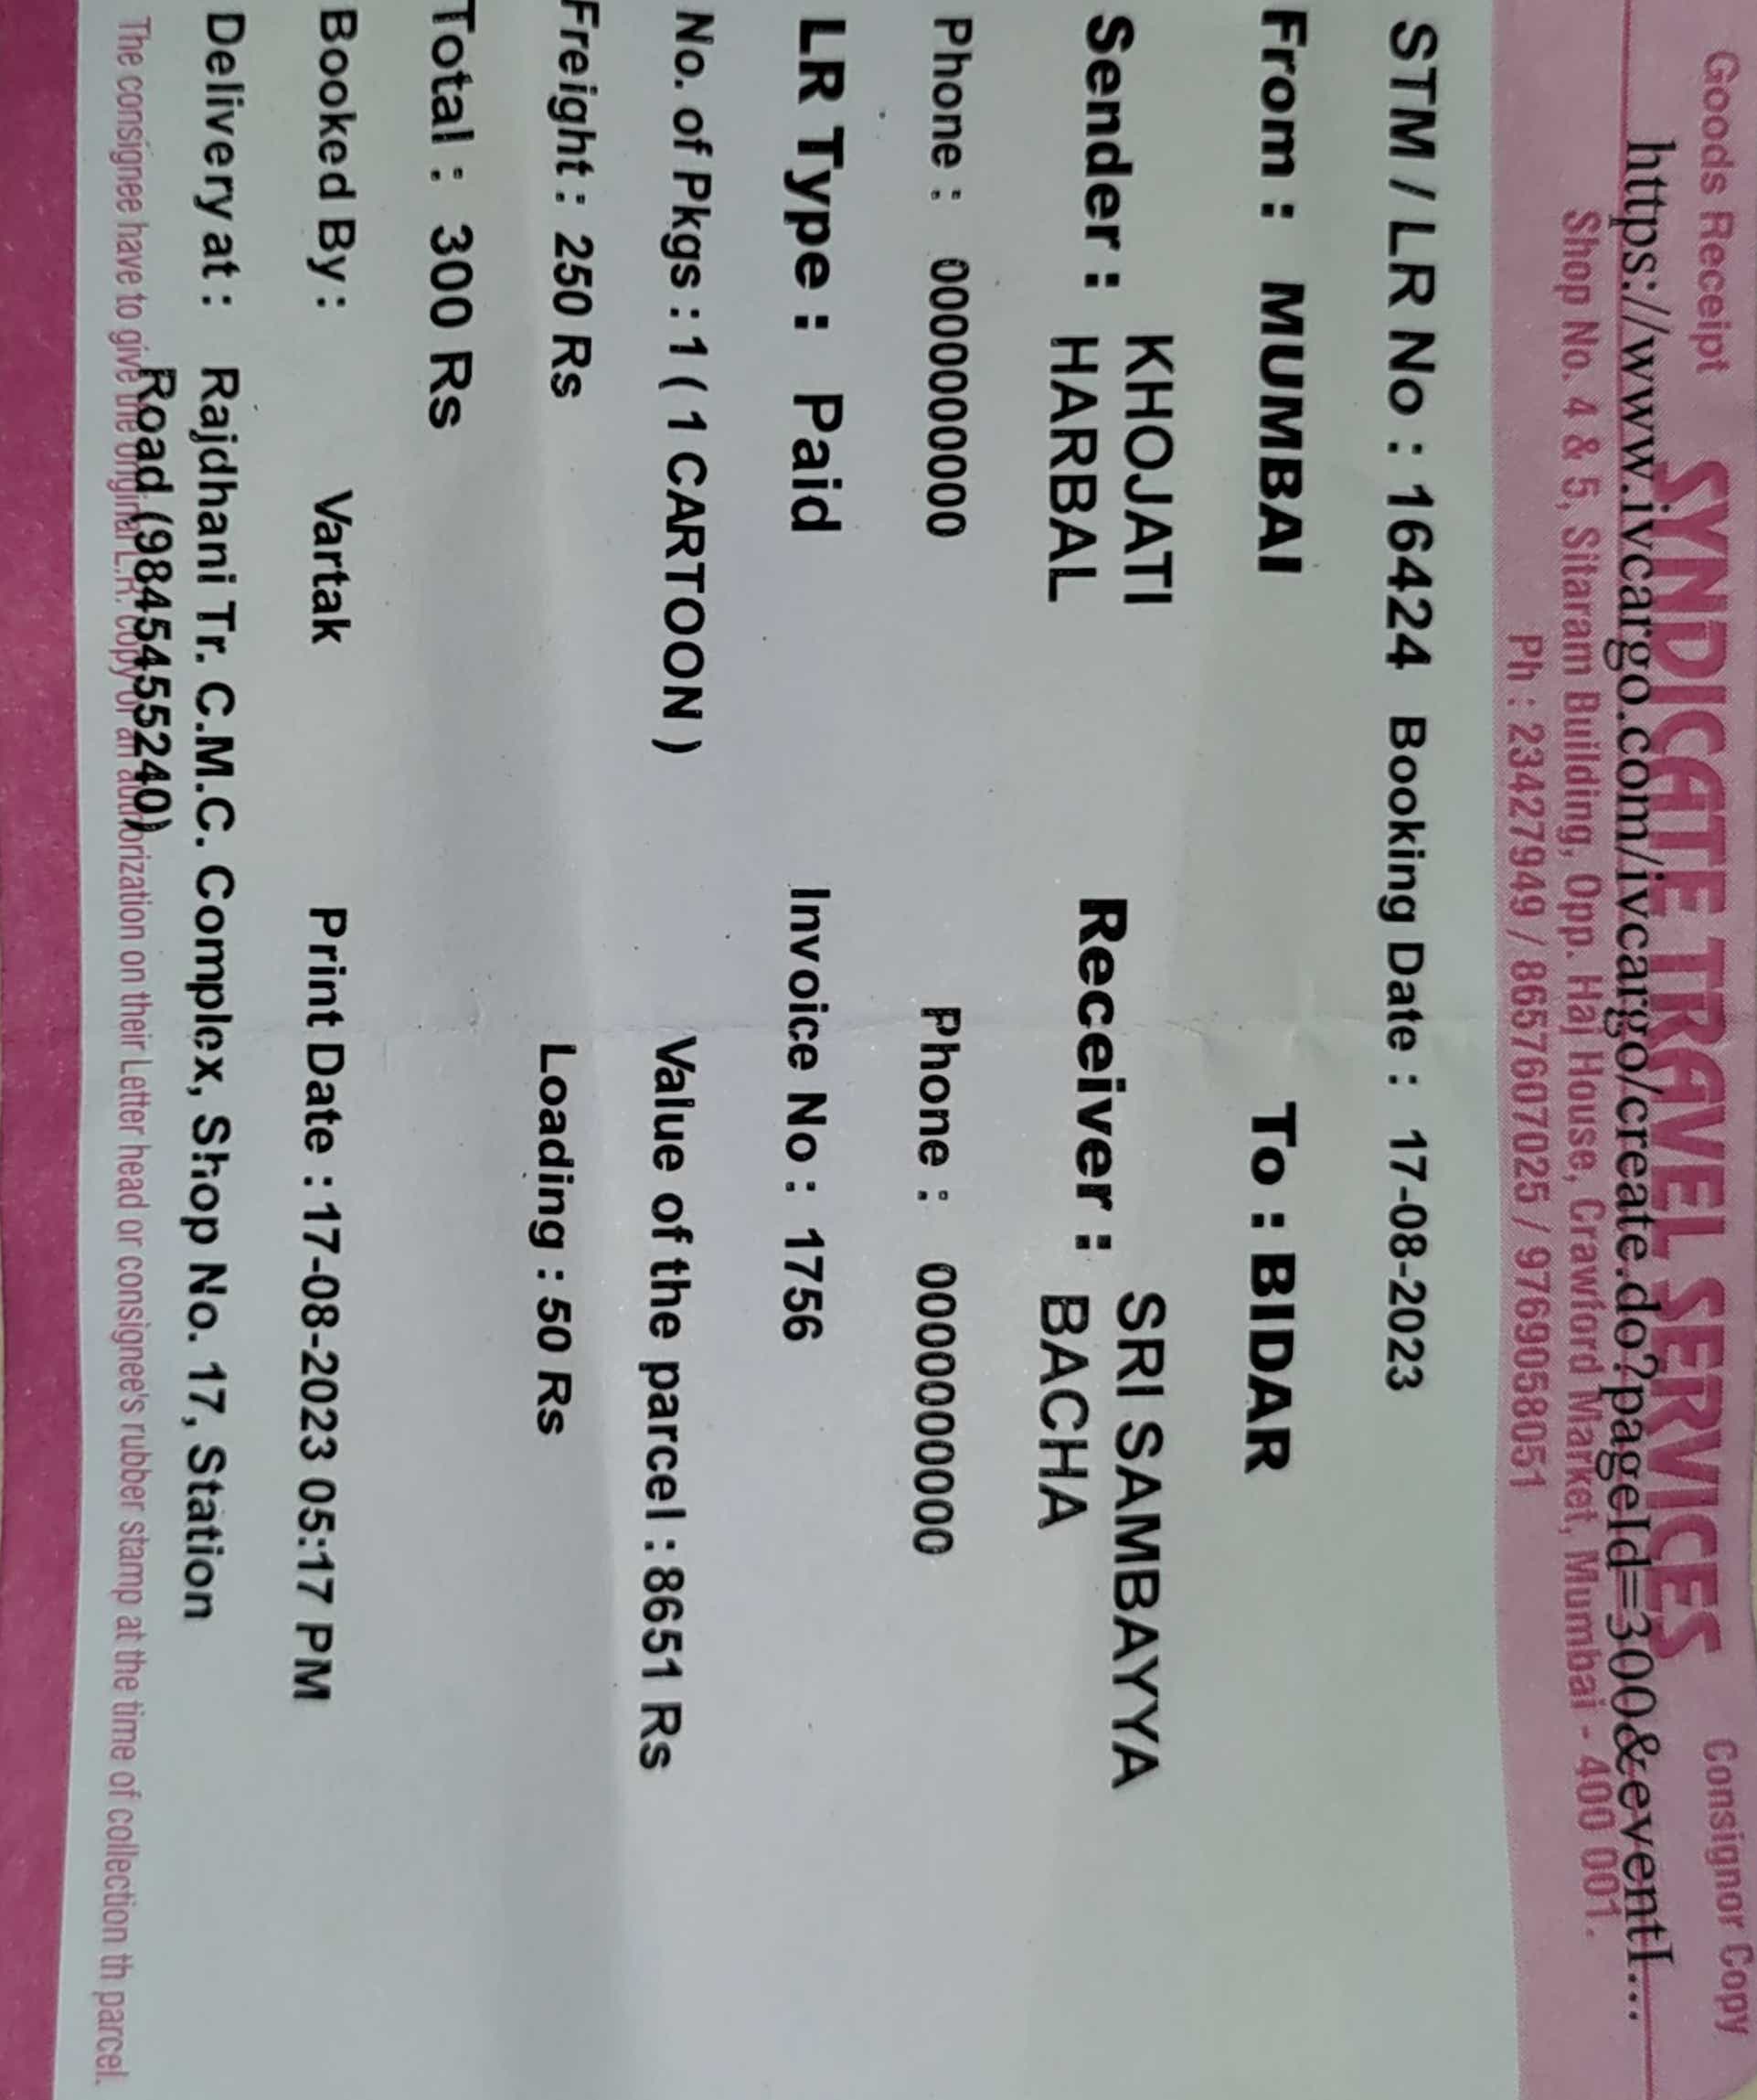 Goods Receipt SYNDICATE TRAVEL SERVICES Consignor Copy
https://www.ivcargo.com/ivcargo/create.do?pageId=300&eventI...
Shop No. 4 & 5, Sitaram Building, Opp. Haj House, Crawford Market, Mumbai - 400 001.
Ph : 23427949 / 8657607025 / 9769058051
STM / LR No : 16424 Booking Date : 17-08-2023
From : MUMBAI To : BIDAR
Sender : KHOJATI HARBAL Receiver : SRI SAMBAYYA BACHA
Phone : 0000000000 Phone : 0000000000
LR Type : Paid Invoice No : 1756
No. of Pkgs : 1 ( 1 CARTOON ) Value of the parcel : 8651 Rs
Freight : 250 Rs Loading : 50 Rs
Total : 300 Rs
Booked By : Vartak Print Date : 17-08-2023 05:17 PM
Delivery at : Rajdhani Tr. C.M.C. Complex, Shop No. 17, Station
Road (9845455240)
The consignee have to give the original L.R. copy or an authorization on their Letter head or consignee's rubber stamp at the time of collection th parcel.